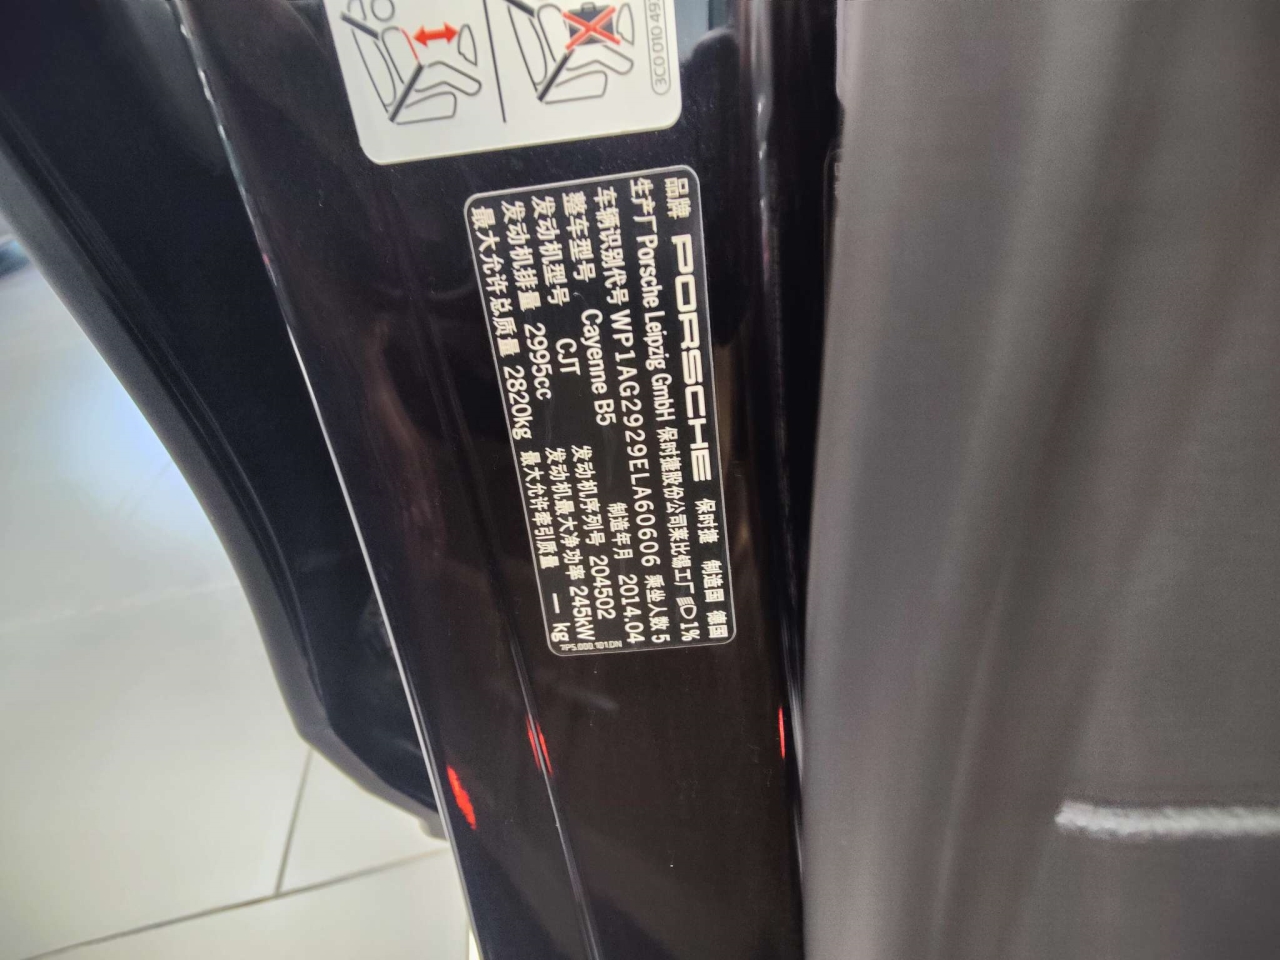 3C0 010 49
品牌 PORSCHE 保时捷 制造国 德国
生产厂 Porsche Leipzig GmbH 保时捷股份公司莱比锡工厂 1%
车辆识别代号 WP1AG2929ELA60606 乘坐人数 5
整车型号 Cayenne B5 制造年月 2014.04
发动机型号 CJT 发动机序列号 204502
发动机排量 2995cc 发动机最大净功率 245kW
最大允许总质量 2820kg 最大允许牵引质量 — kg